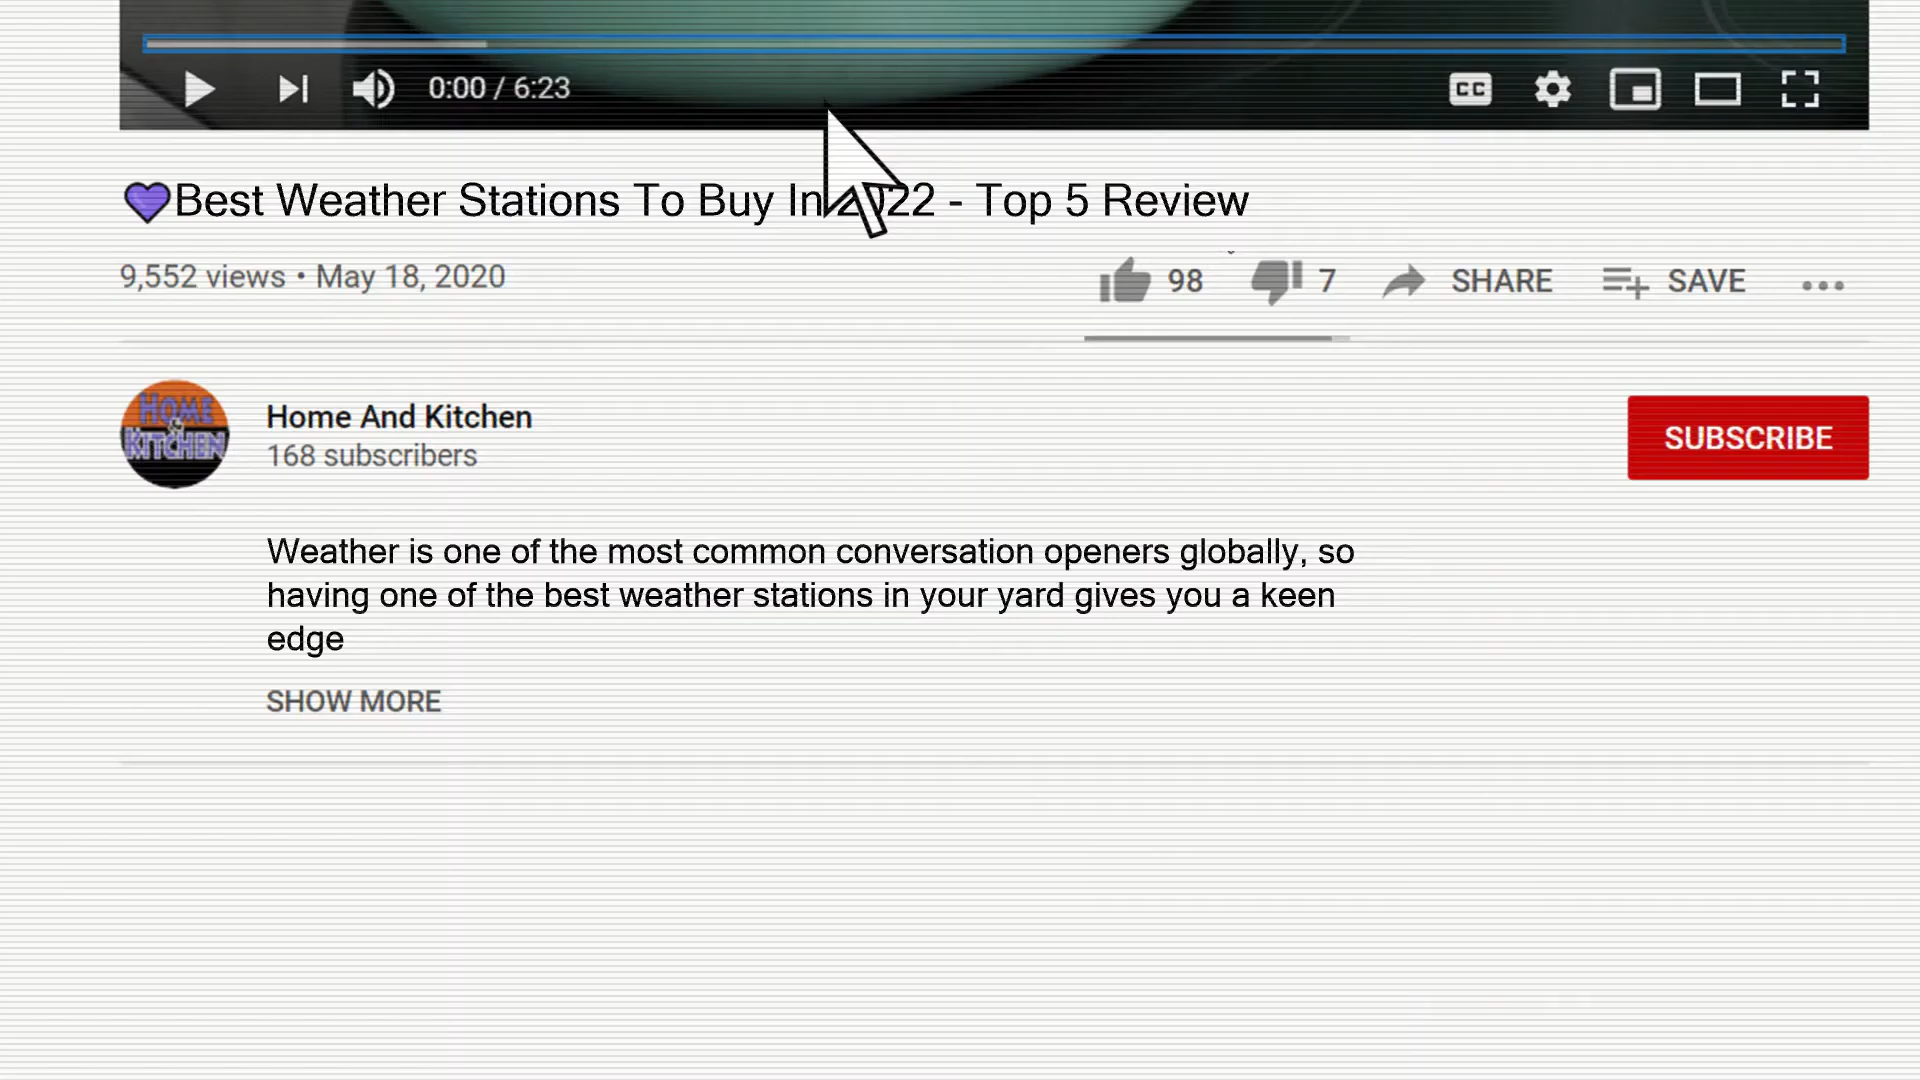 0:00 / 6:23
CC
💜Best Weather Stations To Buy In 2022 - Top 5 Review
9,552 views • May 18, 2020
98 7 SHARE SAVE
HOME & KITCHEN
Home And Kitchen
168 subscribers
SUBSCRIBE
Weather is one of the most common conversation openers globally, so
having one of the best weather stations in your yard gives you a keen
edge
SHOW MORE